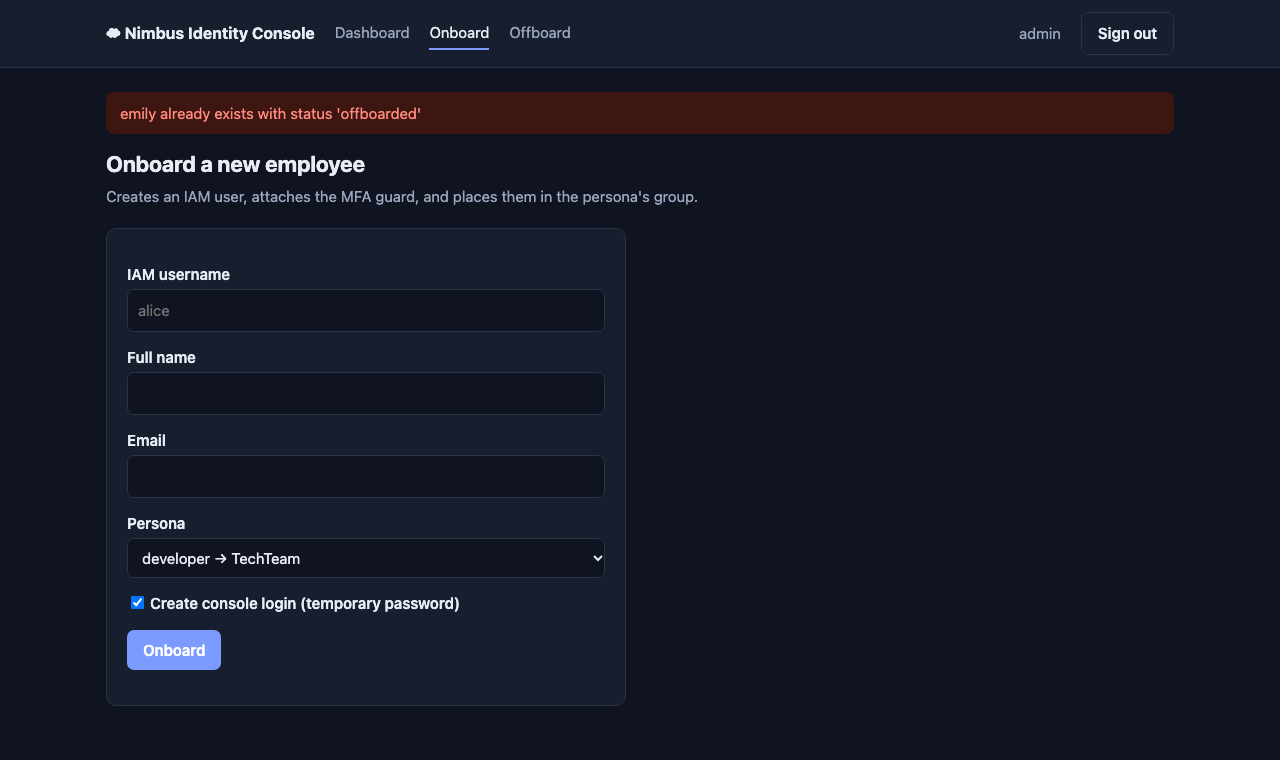 Nimbus Identity Console Dashboard Onboard Offboard admin Sign out
emily already exists with status 'offboarded'
Onboard a new employee
Creates an IAM user, attaches the MFA guard, and places them in the persona's group.
IAM username
alice
Full name
Email
Persona
developer → TechTeam
Create console login (temporary password)
Onboard